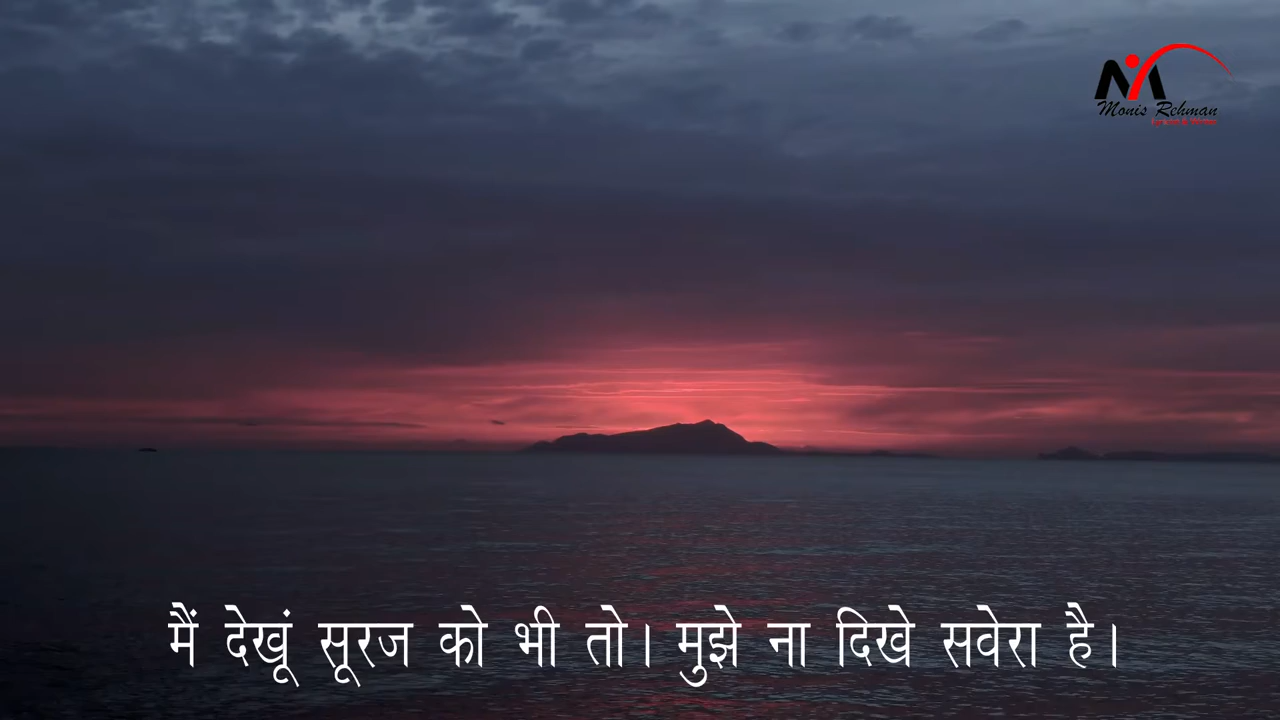 Monis Rehman
मैं देखूं सूरज को भी तो। मुझे ना दिखे सवेरा है।